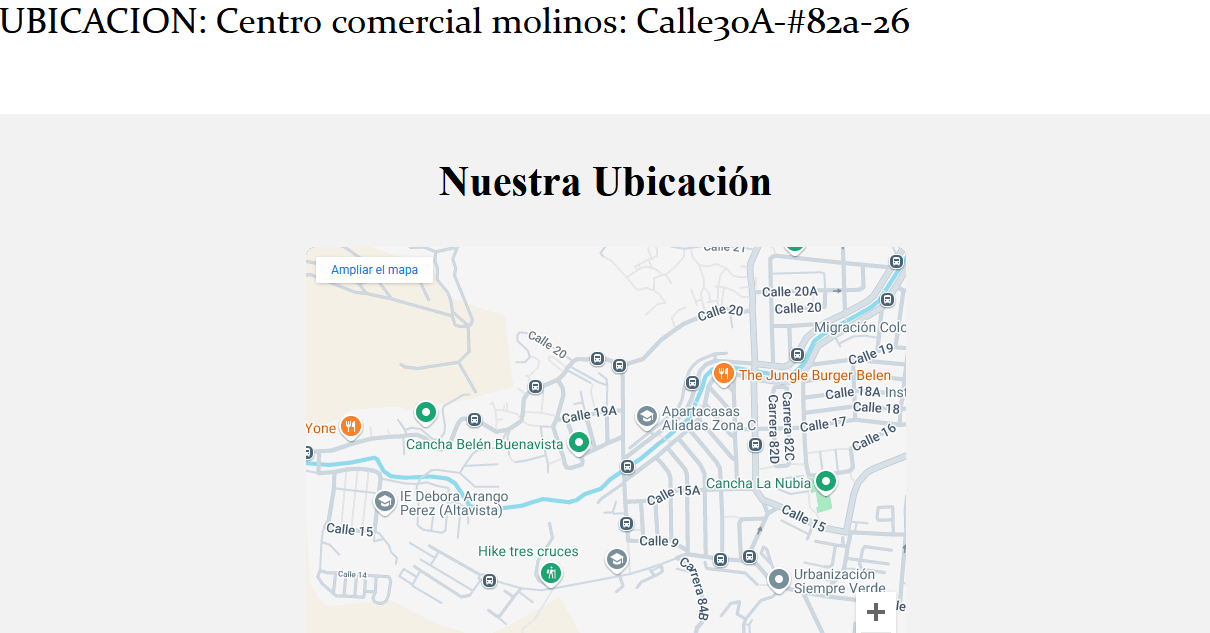 UBICACION: Centro comercial molinos: Calle30A-#82a-26
Nuestra Ubicación
Calle 21
Ampliar el mapa
Calle 20A
Calle 20
Calle 20
Migración Colo
Calle 20
Calle 19
The Jungle Burger Belen
Calle 18A
Inst
Calle 18
Carrera 82C
Carrera 82D
Calle 19A
Apartacasas
Aliadas Zona C
Calle 17
Yone
Calle 16
Cancha Belén Buenavista
Cancha La Nubia
Calle 15A
IE Debora Arango
Perez (Altavista)
Calle 15
Calle 15
Calle 9
Hike tres cruces
Carrera 84B
Calle 14
Urbanización
Siempre Verde
+